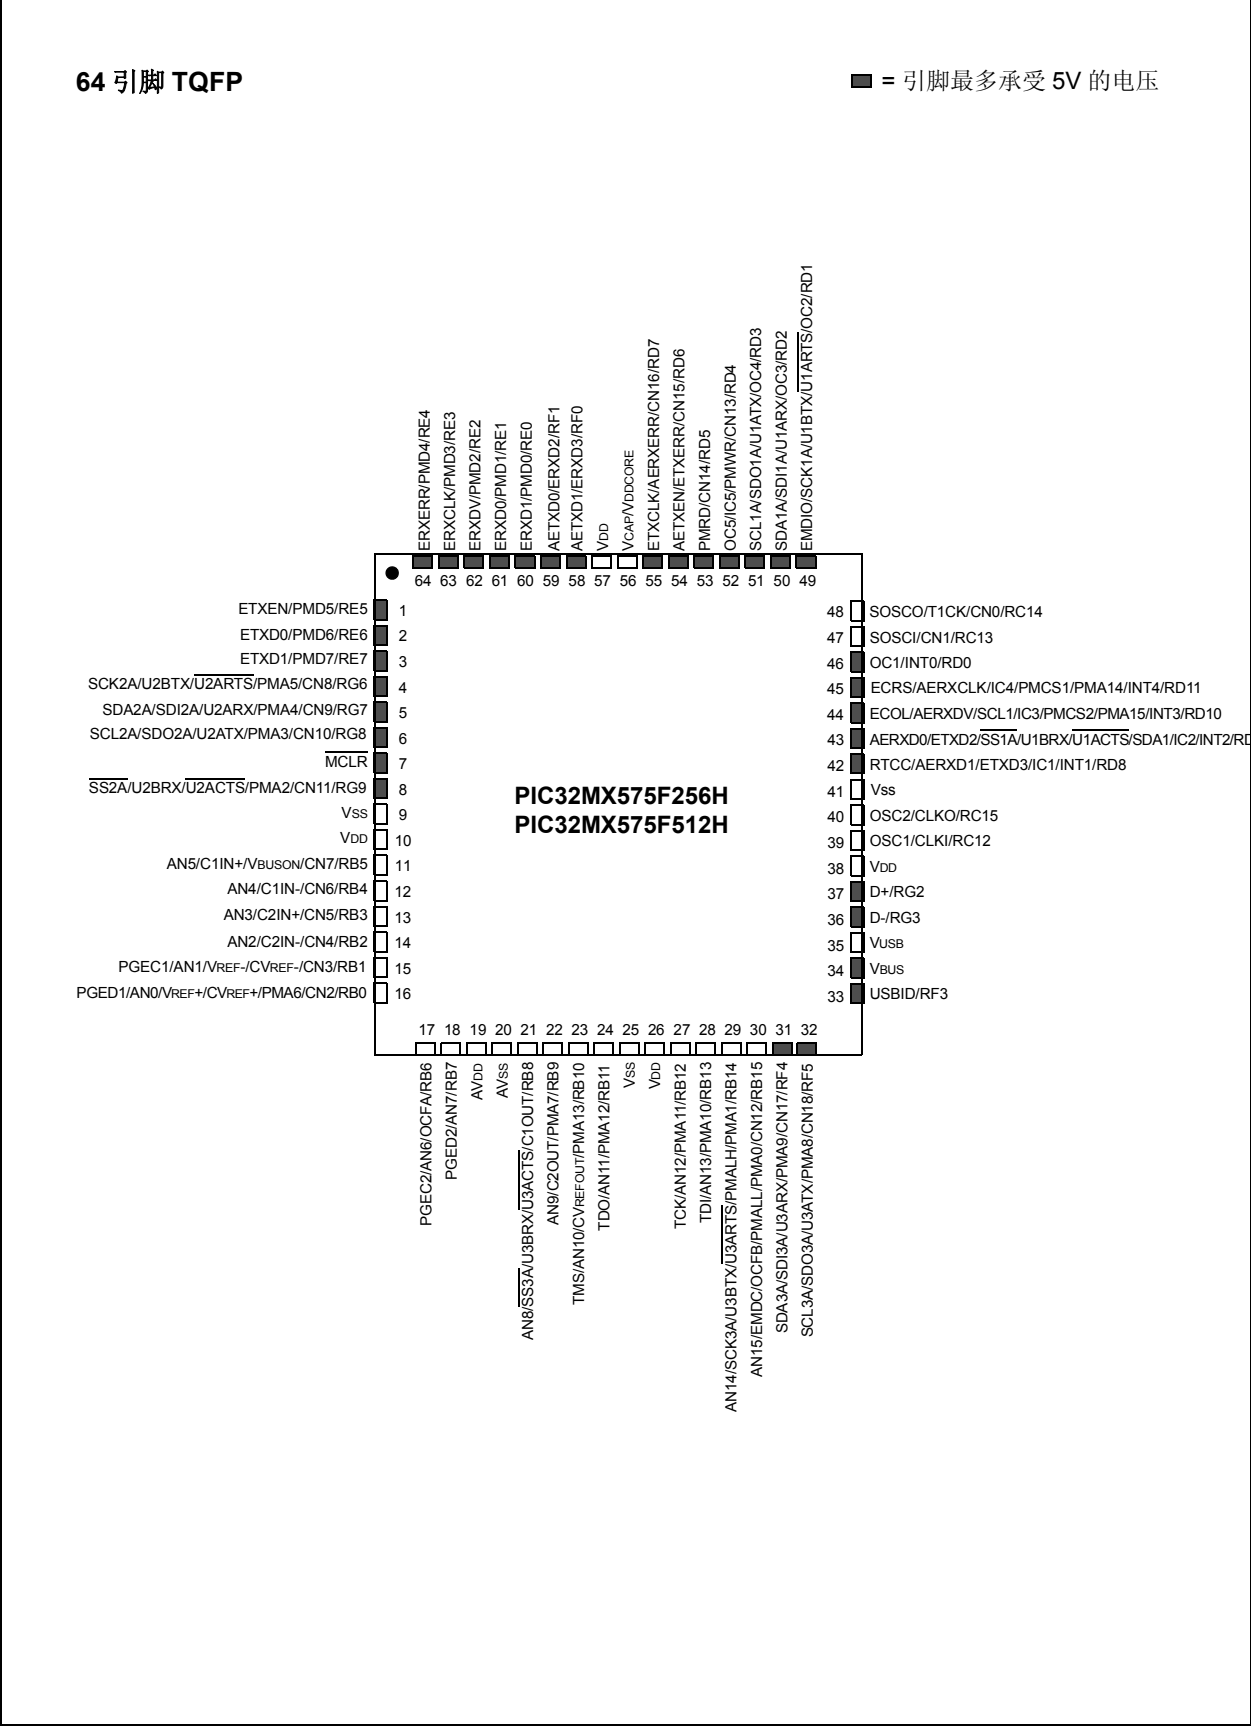 64 引脚 TQFP
= 引脚最多承受 5V 的电压
ERXERR/PMD4/RE4
ERXCLK/PMD3/RE3
ERXDV/PMD2/RE2
ERXD0/PMD1/RE1
ERXD1/PMD0/RE0
AETXD0/ERXD2/RF1
AETXD1/ERXD3/RF0
VDD
VCAP/VDDCORE
ETXCLK/AERXERR/CN16/RD7
AETXEN/ETXERR/CN15/RD6
PMRD/CN14/RD5
OC5/IC5/PMWR/CN13/RD4
SCL1A/SDO1A/U1ATX/OC4/RD3
SDA1A/SDI1A/U1ARX/OC3/RD2
EMDIO/SCK1A/U1BTX/U1ARTS/OC2/RD1
64 63 62 61 60 59 58 57 56 55 54 53 52 51 50 49
ETXEN/PMD5/RE5 1
ETXD0/PMD6/RE6 2
ETXD1/PMD7/RE7 3
SCK2A/U2BTX/U2ARTS/PMA5/CN8/RG6 4
SDA2A/SDI2A/U2ARX/PMA4/CN9/RG7 5
SCL2A/SDO2A/U2ATX/PMA3/CN10/RG8 6
MCLR 7
SS2A/U2BRX/U2ACTS/PMA2/CN11/RG9 8
VSS 9
VDD 10
AN5/C1IN+/VBUSON/CN7/RB5 11
AN4/C1IN-/CN6/RB4 12
AN3/C2IN+/CN5/RB3 13
AN2/C2IN-/CN4/RB2 14
PGEC1/AN1/VREF-/CVREF-/CN3/RB1 15
PGED1/AN0/VREF+/CVREF+/PMA6/CN2/RB0 16
PIC32MX575F256H
PIC32MX575F512H
48 SOSCO/T1CK/CN0/RC14
47 SOSCI/CN1/RC13
46 OC1/INT0/RD0
45 ECRS/AERXCLK/IC4/PMCS1/PMA14/INT4/RD11
44 ECOL/AERXDV/SCL1/IC3/PMCS2/PMA15/INT3/RD10
43 AERXD0/ETXD2/SS1A/U1BRX/U1ACTS/SDA1/IC2/INT2/RD
42 RTCC/AERXD1/ETXD3/IC1/INT1/RD8
41 Vss
40 OSC2/CLKO/RC15
39 OSC1/CLKI/RC12
38 VDD
37 D+/RG2
36 D-/RG3
35 VUSB
34 VBUS
33 USBID/RF3
17 18 19 20 21 22 23 24 25 26 27 28 29 30 31 32
PGEC2/AN6/OCFA/RB6
PGED2/AN7/RB7
AVDD
AVSS
AN8/SS3A/U3BRX/U3ACTS/C1OUT/RB8
AN9/C2OUT/PMA7/RB9
TMS/AN10/CVREFOUT/PMA13/RB10
TDO/AN11/PMA12/RB11
VSS
VDD
TCK/AN12/PMA11/RB12
TDI/AN13/PMA10/RB13
AN14/SCK3A/U3BTX/U3ARTS/PMALH/PMA1/RB14
AN15/EMDC/OCFB/PMALL/PMA0/CN12/RB15
SDA3A/SDI3A/U3ARX/PMA9/CN17/RF4
SCL3A/SDO3A/U3ATX/PMA8/CN18/RF5